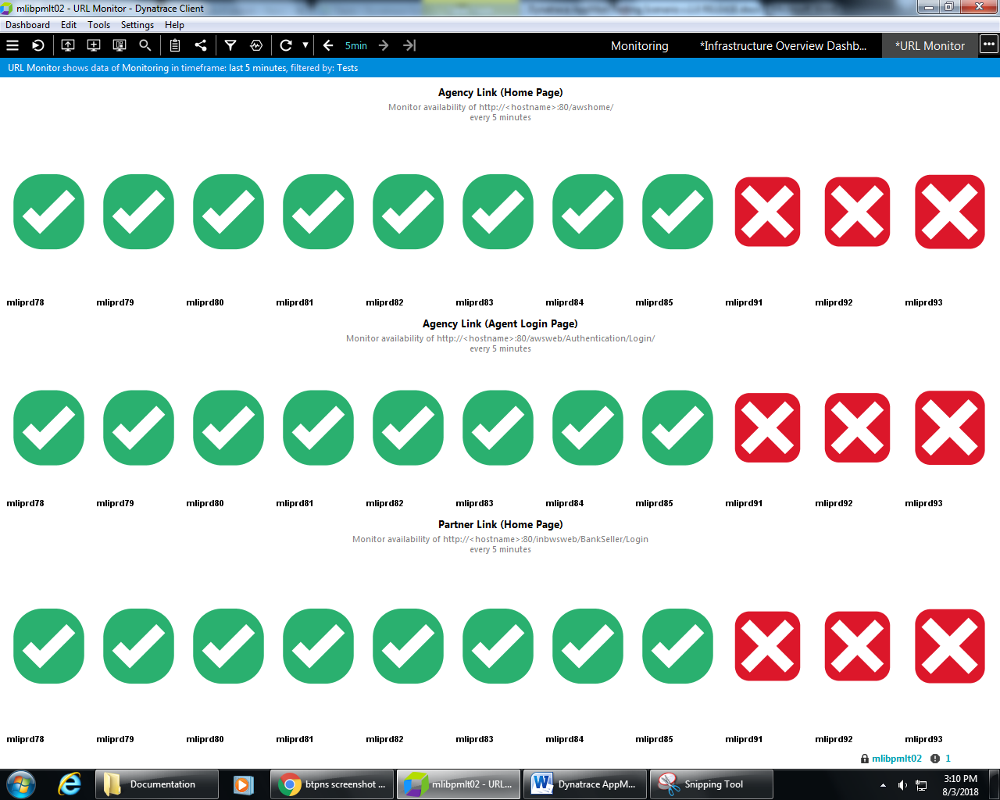 mlibpmlt02 - URL Monitor - Dynatrace Client
Dashboard Edit Tools Settings Help
5min Monitoring *Infrastructure Overview Dashb... *URL Monitor
URL Monitor shows data of Monitoring in timeframe: last 5 minutes, filtered by: Tests
Agency Link (Home Page)
Monitor availability of http://<hostname>:80/awshome/
every 5 minutes
mliprd78 mliprd79 mliprd80 mliprd81 mliprd82 mliprd83 mliprd84 mliprd85 mliprd91 mliprd92 mliprd93
Agency Link (Agent Login Page)
Monitor availability of http://<hostname>:80/awsweb/Authentication/Login/
every 5 minutes
mliprd78 mliprd79 mliprd80 mliprd81 mliprd82 mliprd83 mliprd84 mliprd85 mliprd91 mliprd92 mliprd93
Partner Link (Home Page)
Monitor availability of http://<hostname>:80/inbwsweb/BankSeller/Login
every 5 minutes
mliprd78 mliprd79 mliprd80 mliprd81 mliprd82 mliprd83 mliprd84 mliprd85 mliprd91 mliprd92 mliprd93
mlibpmlt02 1
Documentation btpns screenshot ... mlibpmlt02 - URL... Dynatrace AppM... Snipping Tool
3:10 PM
8/3/2018